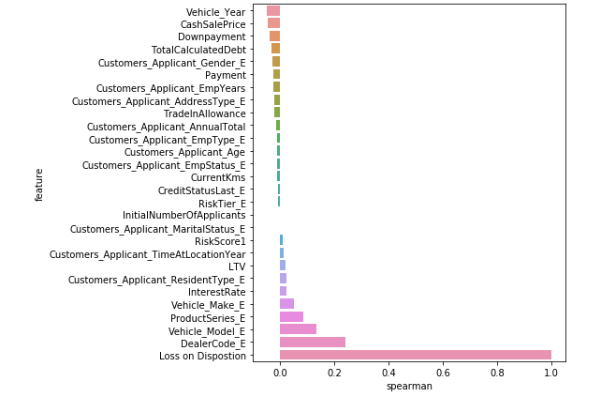 Vehicle_Year
CashSalePrice
Downpayment
TotalCalculatedDebt
Customers_Applicant_Gender_E
Payment
Customers_Applicant_EmpYears
Customers_Applicant_AddressType_E
TradeInAllowance
Customers_Applicant_AnnualTotal
Customers_Applicant_EmpType_E
Customers_Applicant_Age
Customers_Applicant_EmpStatus_E
CurrentKms
CreditStatusLast_E
RiskTier_E
InitialNumberOfApplicants
Customers_Applicant_MaritalStatus_E
RiskScore1
Customers_Applicant_TimeAtLocationYear
LTV
Customers_Applicant_ResidentType_E
InterestRate
Vehicle_Make_E
ProductSeries_E
Vehicle_Model_E
DealerCode_E
Loss on Dispostion
feature
0.0 0.2 0.4 0.6 0.8 1.0
spearman